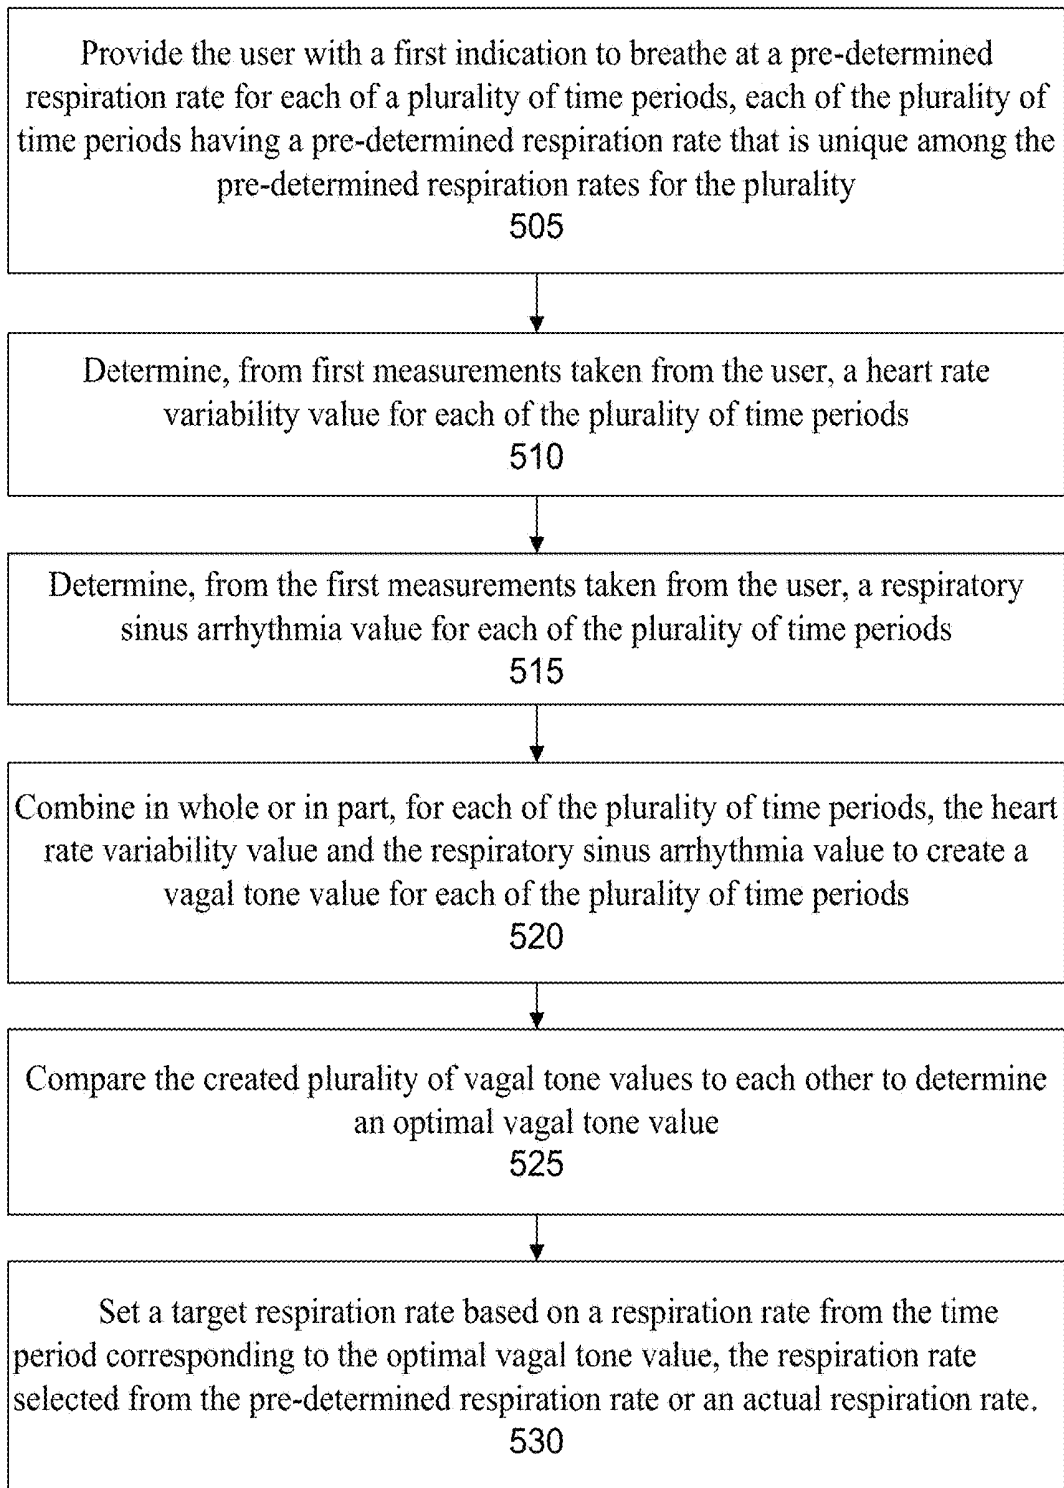 Provide the user with a first indication to breathe at a pre-determined
respiration rate for each of a plurality of time periods, each of the plurality of
time periods having a pre-determined respiration rate that is unique among the
pre-determined respiration rates for the plurality
505
Determine, from first measurements taken from the user, a heart rate
variability value for each of the plurality of time periods
510
Determine, from the first measurements taken from the user, a respiratory
sinus arrhythmia value for each of the plurality of time periods
515
Combine in whole or in part, for each of the plurality of time periods, the heart
rate variability value and the respiratory sinus arrhythmia value to create a
vagal tone value for each of the plurality of time periods
520
Compare the created plurality of vagal tone values to each other to determine
an optimal vagal tone value
525
Set a target respiration rate based on a respiration rate from the time
period corresponding to the optimal vagal tone value, the respiration rate
selected from the pre-determined respiration rate or an actual respiration rate.
530